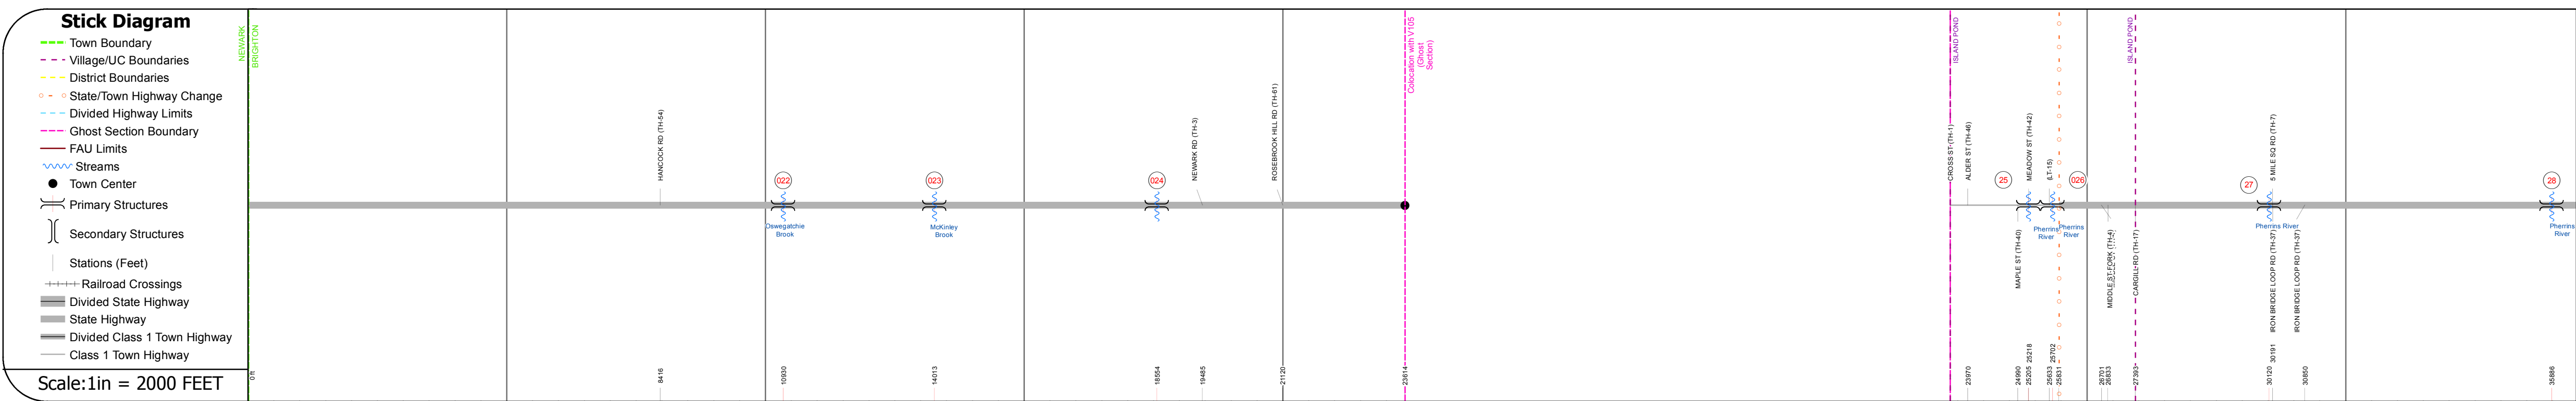 Stick Diagram
Town Boundary
Village/UC Boundaries
District Boundaries
State/Town Highway Change
Divided Highway Limits
Ghost Section Boundary
FAU Limits
Streams
Town Center
Primary Structures
Secondary Structures
Stations (Feet)
Railroad Crossings
Divided State Highway
State Highway
Divided Class 1 Town Highway
Class 1 Town Highway
Scale:1in = 2000 FEET
NEWARK
BRIGHTON
Colocation with V105
(Ghost
Section)
ISLAND POND
ISLAND POND
HANCOCK RD (TH-54)
NEWARK RD (TH-3)
ROSEBROOK HILL RD (TH-61)
CROSS ST (TH-1)
ALDER ST (TH-46)
MEADOW ST (TH-42)
(LT-15)
5 MILE SQ RD (TH-7)
022
023
024
25
026
27
28
Oswegatchie
Brook
McKinley
Brook
Pherrins
River
Pherrins
River
Pherrins River
Pherrins
River
MAPLE ST (TH-40)
MIDDLE ST FORK (TH-4)
CARGILL RD (TH-17)
IRON BRIDGE LOOP RD (TH-37)
IRON BRIDGE LOOP RD (TH-37)
0 ft
8416
10930
14013
18554
19485
21120
23614
23970
24990
25205
25218
25633
25702
25831
26701
26833
27393
30120
30191
30850
35886